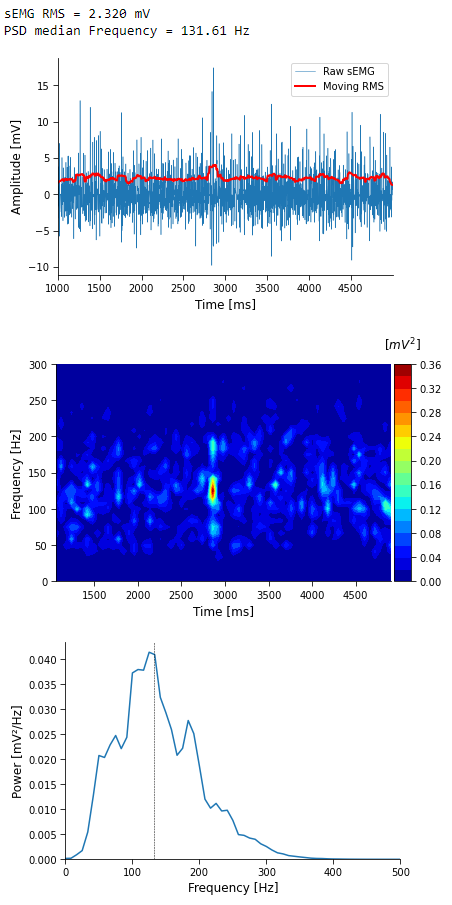 sEMG RMS = 2.320 mV
PSD median Frequency = 131.61 Hz
Raw sEMG
Moving RMS
15
10
5
0
−5
−10
Amplitude [mV]
1000 1500 2000 2500 3000 3500 4000 4500
Time [ms]
[mV²]
300
250
200
150
100
50
0
Frequency [Hz]
0.36
0.32
0.28
0.24
0.20
0.16
0.12
0.08
0.04
0.00
1500 2000 2500 3000 3500 4000 4500
Time [ms]
0.040
0.035
0.030
0.025
0.020
0.015
0.010
0.005
0.000
Power [mV²/Hz]
0 100 200 300 400 500
Frequency [Hz]